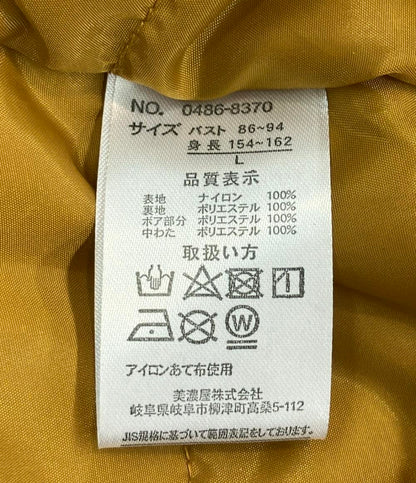 NO. 0486-8370
サイズ バスト 86~94
身長 154~162
L
品質表示
表地 ナイロン 100%
裏地 ポリエステル 100%
ボア部分 ポリエステル 100%
中わた ポリエステル 100%
取扱い方
W
アイロンあて布使用
美濃屋株式会社
岐阜県岐阜市柳津町高桑5-112
JIS規格に基づいて範囲表記をしております。